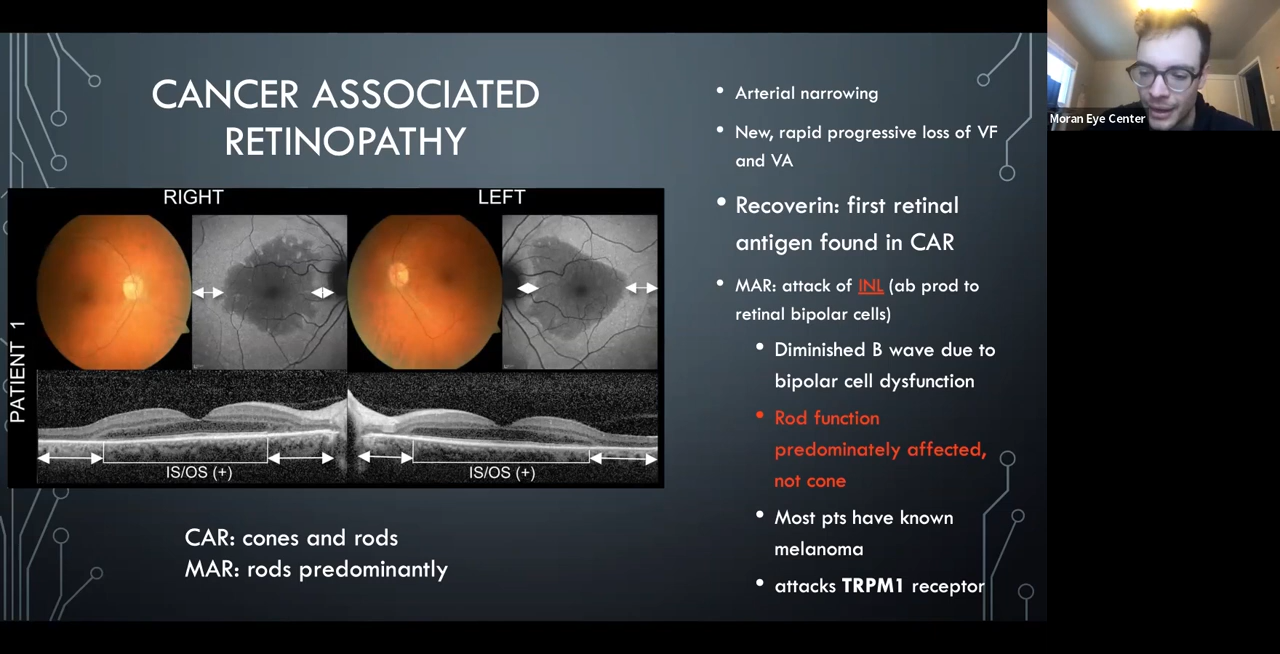 CANCER ASSOCIATED
RETINOPATHY
RIGHT
LEFT
PATIENT 1
IS/OS (+)
IS/OS (+)
CAR: cones and rods
MAR: rods predominantly
• Arterial narrowing
• New, rapid progressive loss of VF
and VA
• Recoverin: first retinal
antigen found in CAR
• MAR: attack of INL (ab prod to
retinal bipolar cells)
• Diminished B wave due to
bipolar cell dysfunction
• Rod function
predominately affected,
not cone
• Most pts have known
melanoma
• attacks TRPM1 receptor
Moran Eye Center